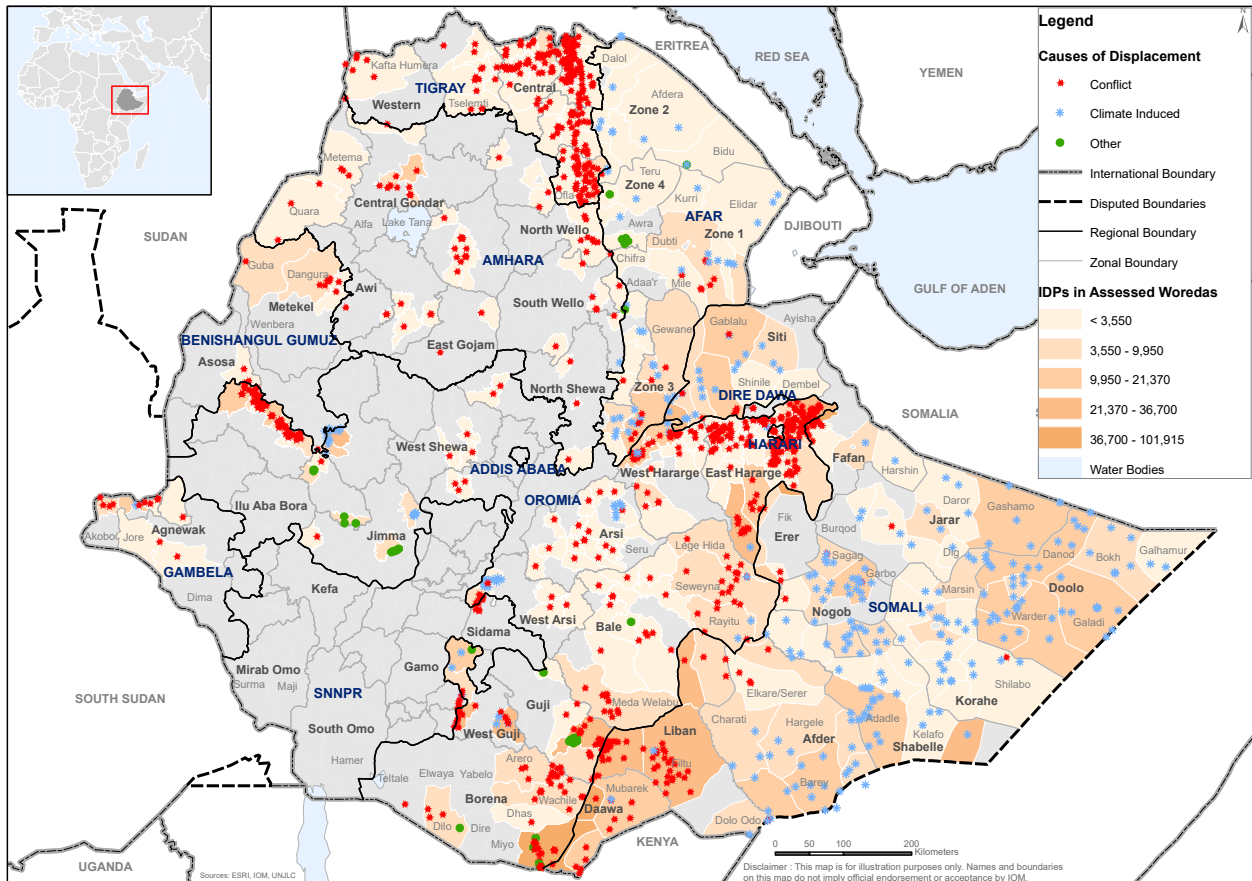 Legend
N
Causes of Displacement
Conflict
Climate Induced
Other
International Boundary
Disputed Boundaries
Regional Boundary
Zonal Boundary
IDPs in Assessed Woredas
< 3,550
3,550 - 9,950
9,950 - 21,370
21,370 - 36,700
36,700 - 101,915
Water Bodies
ERITREA
RED SEA
YEMEN
Dalol
Kafta Humera
TIGRAY
Central
Western
Tselemti
Afdera
Zone 2
Bidu
Metema
Teru
Zone 4
Ofla
Kurri
Elidar
Central Gondar
Quara
Alfa
Lake Tana
North Wello
Awra
AFAR
Zone 1
Dubti
DJIBOUTI
SUDAN
Chifra
AMHARA
Guba
Dangura
Awi
Adaa'r
Mile
GULF OF ADEN
Metekel
South Wello
Wenbera
Gewane
Gablalu
Ayisha
Siti
BENISHANGUL GUMUZ
East Gojam
Asosa
Shinile
Dembel
North Shewa
Zone 3
DIRE DAWA
SOMALIA
S
West Shewa
HARARI
ADDIS ABABA
West Hararge
East Hararge
Fafan
Harshin
OROMIA
Ilu Aba Bora
Daror
Gashamo
Agnewak
Arsi
Fik
Burqod
Jarar
Akobo
Jore
Jimma
Seru
Lege Hida
Erer
Dig
Danod
Bokh
Galhamur
Sagag
GAMBELA
Garbo
Marsin
Doolo
Kefa
Seweyna
Dima
Nogob
SOMALI
Warder
Galadi
West Arsi
Bale
Rayitu
Sidama
Mirab Omo
Gamo
Surma
Maji
SNNPR
Shilabo
Elkare/Serer
Korahe
SOUTH SUDAN
Guji
Meda Welabu
Charati
Hargele
Adadle
South Omo
West Guji
Liban
Afder
Kelafo
Shabelle
Hamer
Arero
Filtu
Teltale
Elwaya
Yabelo
Barey
Mubarek
Borena
Wachile
Daawa
Dhas
Dolo Odo
Dilo
Dire
Miyo
KENYA
0
50
100
200
Kilometers
UGANDA
Sources: ESRI, IOM, UNJLC
Disclaimer : This map is for illustration purposes only. Names and boundaries
on this map do not imply official endorsement or acceptance by IOM.